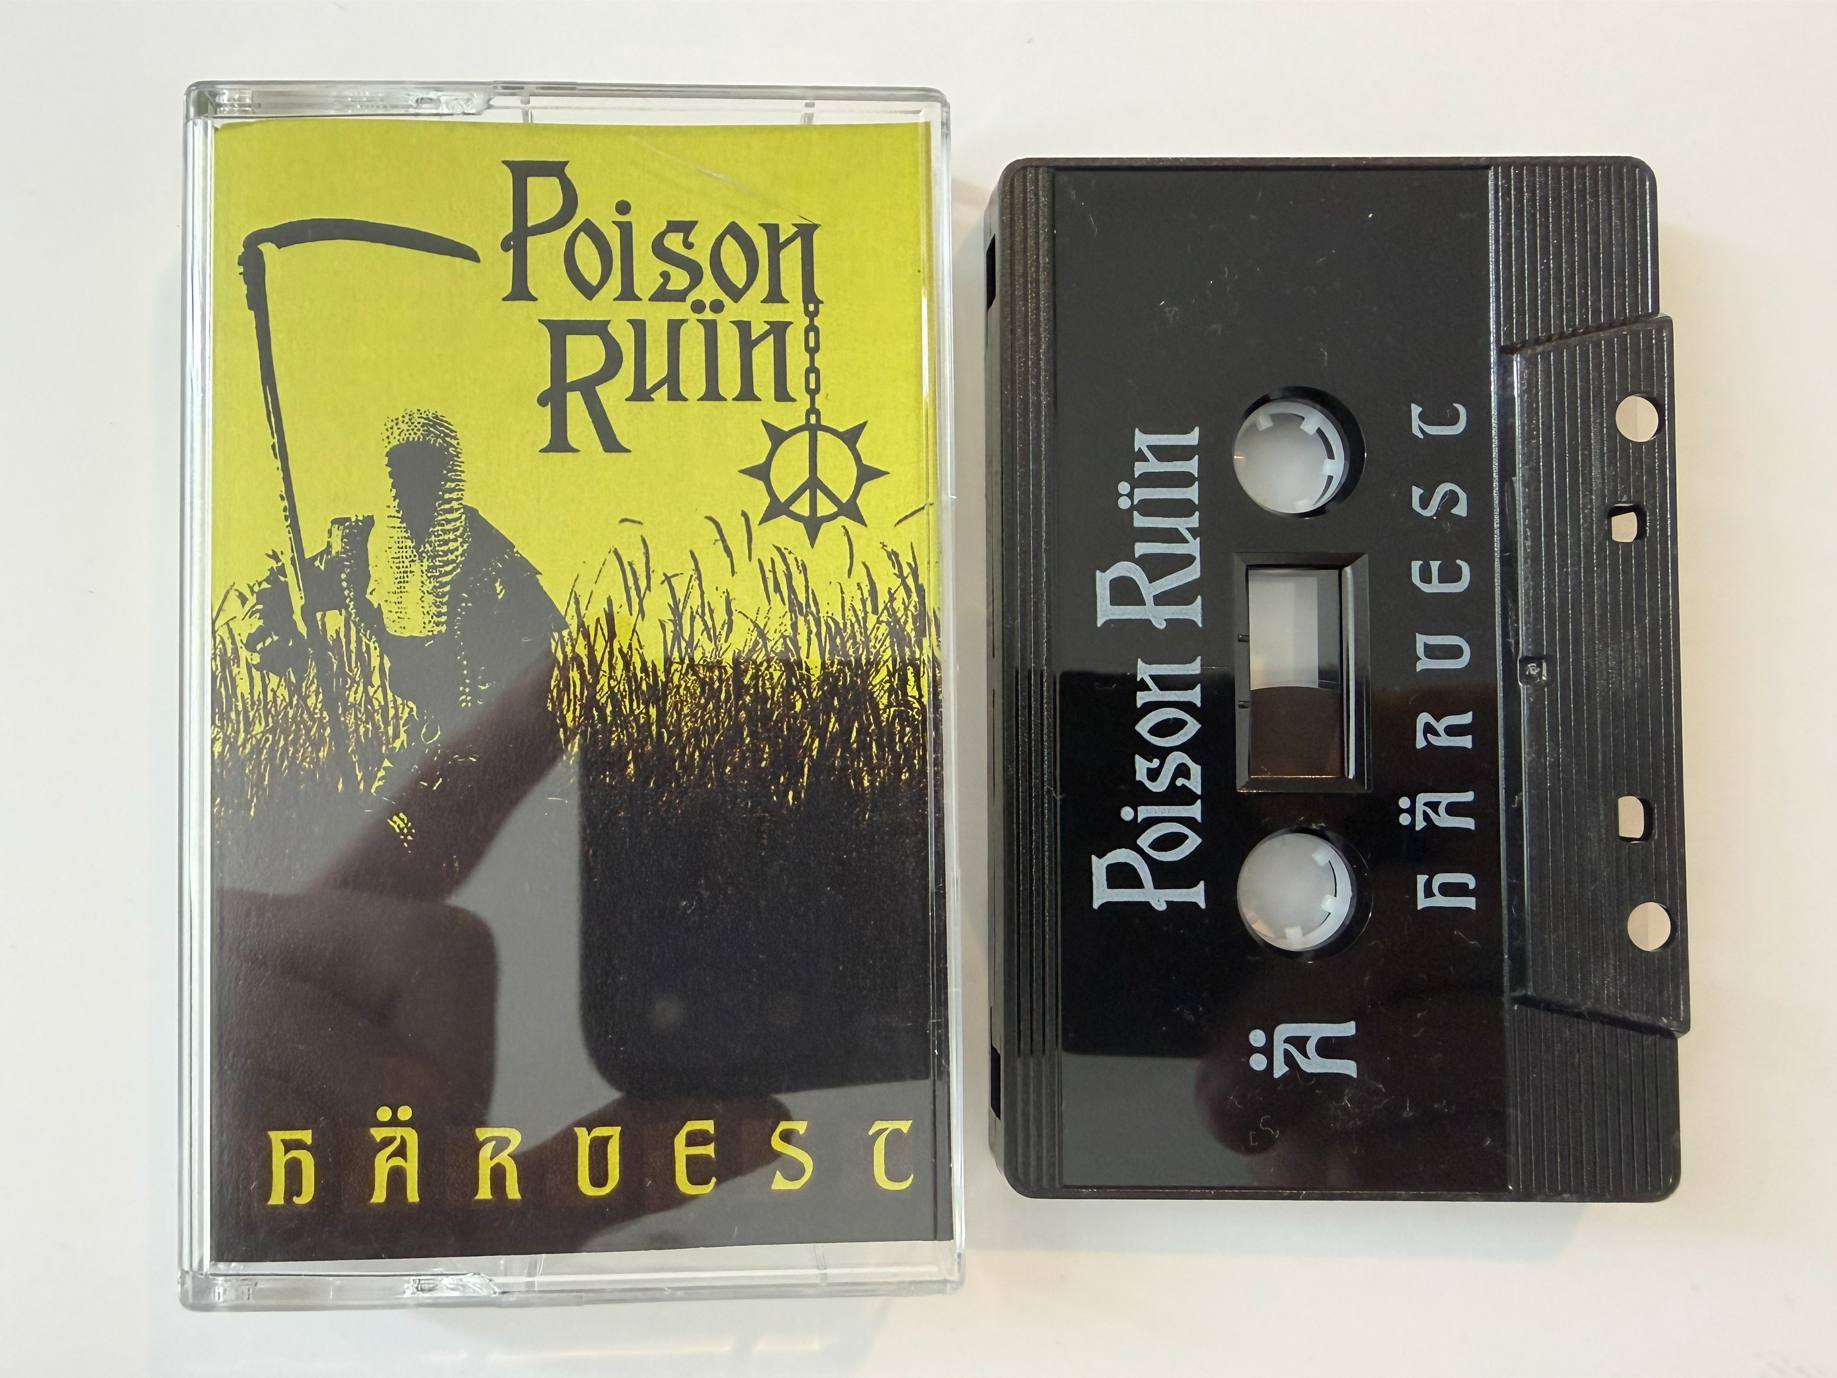 Poison
Ruïn
HÄRVEST
Poison Ruïn
HÄRVEST
Ä